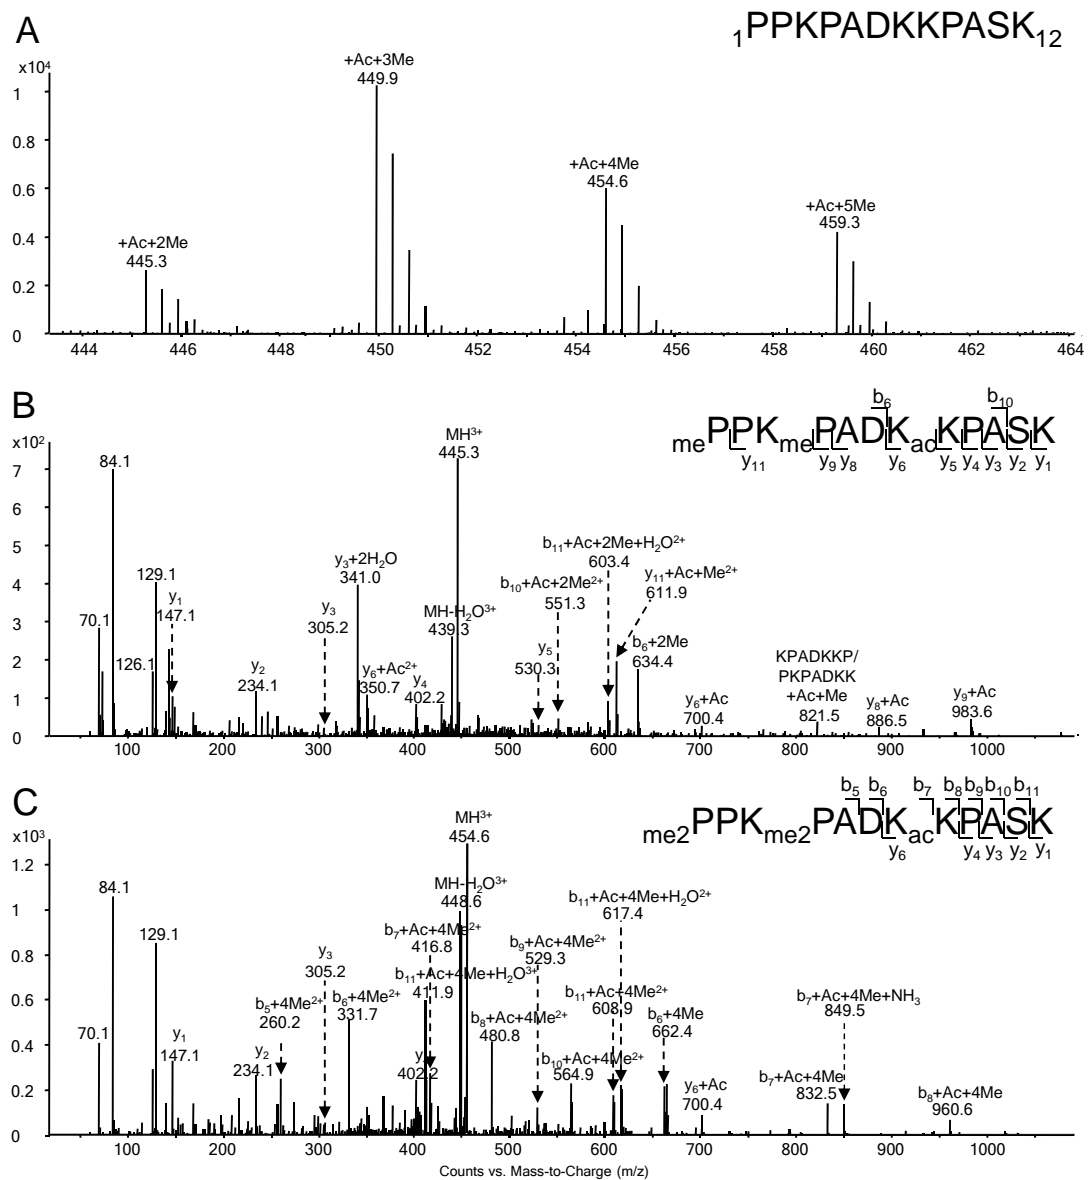 A
1PPKPADKKPASK12
x10⁴
+Ac+3Me
449.9
1
0.8
+Ac+4Me
454.6
0.6
+Ac+5Me
459.3
0.4
+Ac+2Me
445.3
0.2
0
444 446 448 450 452 454 456 458 460 462 464
B
b6 b10
mePPKmePADKacKPASK
y11 y9 y8 y6 y5 y4 y3 y2 y1
x10²
MH³⁺
445.3
7
84.1
6
5
b11+Ac+2Me+H2O²⁺
603.4
y3+2H2O
341.0
b10+Ac+2Me²⁺
551.3
y11+Ac+Me²⁺
611.9
4
129.1
y1
147.1
y3
305.2
MH-H2O³⁺
439.3
3
70.1
y5
530.3
b6+2Me
634.4
KPADKKP/
PKPADKK
+Ac+Me
821.5
2
126.1
y2
234.1
y6+Ac²⁺
350.7
y4
402.2
y6+Ac
700.4
y8+Ac
886.5
y9+Ac
983.6
1
0
100 200 300 400 500 600 700 800 900 1000
C
b5 b6 b7 b8 b9 b10 b11
me2PPKme2PADKacKPASK
y6 y4 y3 y2 y1
x10³
MH³⁺
454.6
1.2
84.1
MH-H2O³⁺
448.6
b11+Ac+4Me+H2O²⁺
617.4
1
129.1
b7+Ac+4Me²⁺
416.8
b9+Ac+4Me²⁺
529.3
0.8
y3
305.2
b11+Ac+4Me+H2O³⁺
411.9
0.6
b5+4Me²⁺
260.2
b6+4Me²⁺
331.7
b11+Ac+4Me²⁺
608.9
b7+Ac+4Me+NH3
849.5
70.1
y1
147.1
b8+Ac+4Me²⁺
480.8
b6+4Me
662.4
0.4
y2
234.1
y
402.2
b10+Ac+4Me²⁺
564.9
y6+Ac
700.4
b7+Ac+4Me
832.5
b8+Ac+4Me
960.6
0.2
0
100 200 300 400 500 600 700 800 900 1000
Counts vs. Mass-to-Charge (m/z)